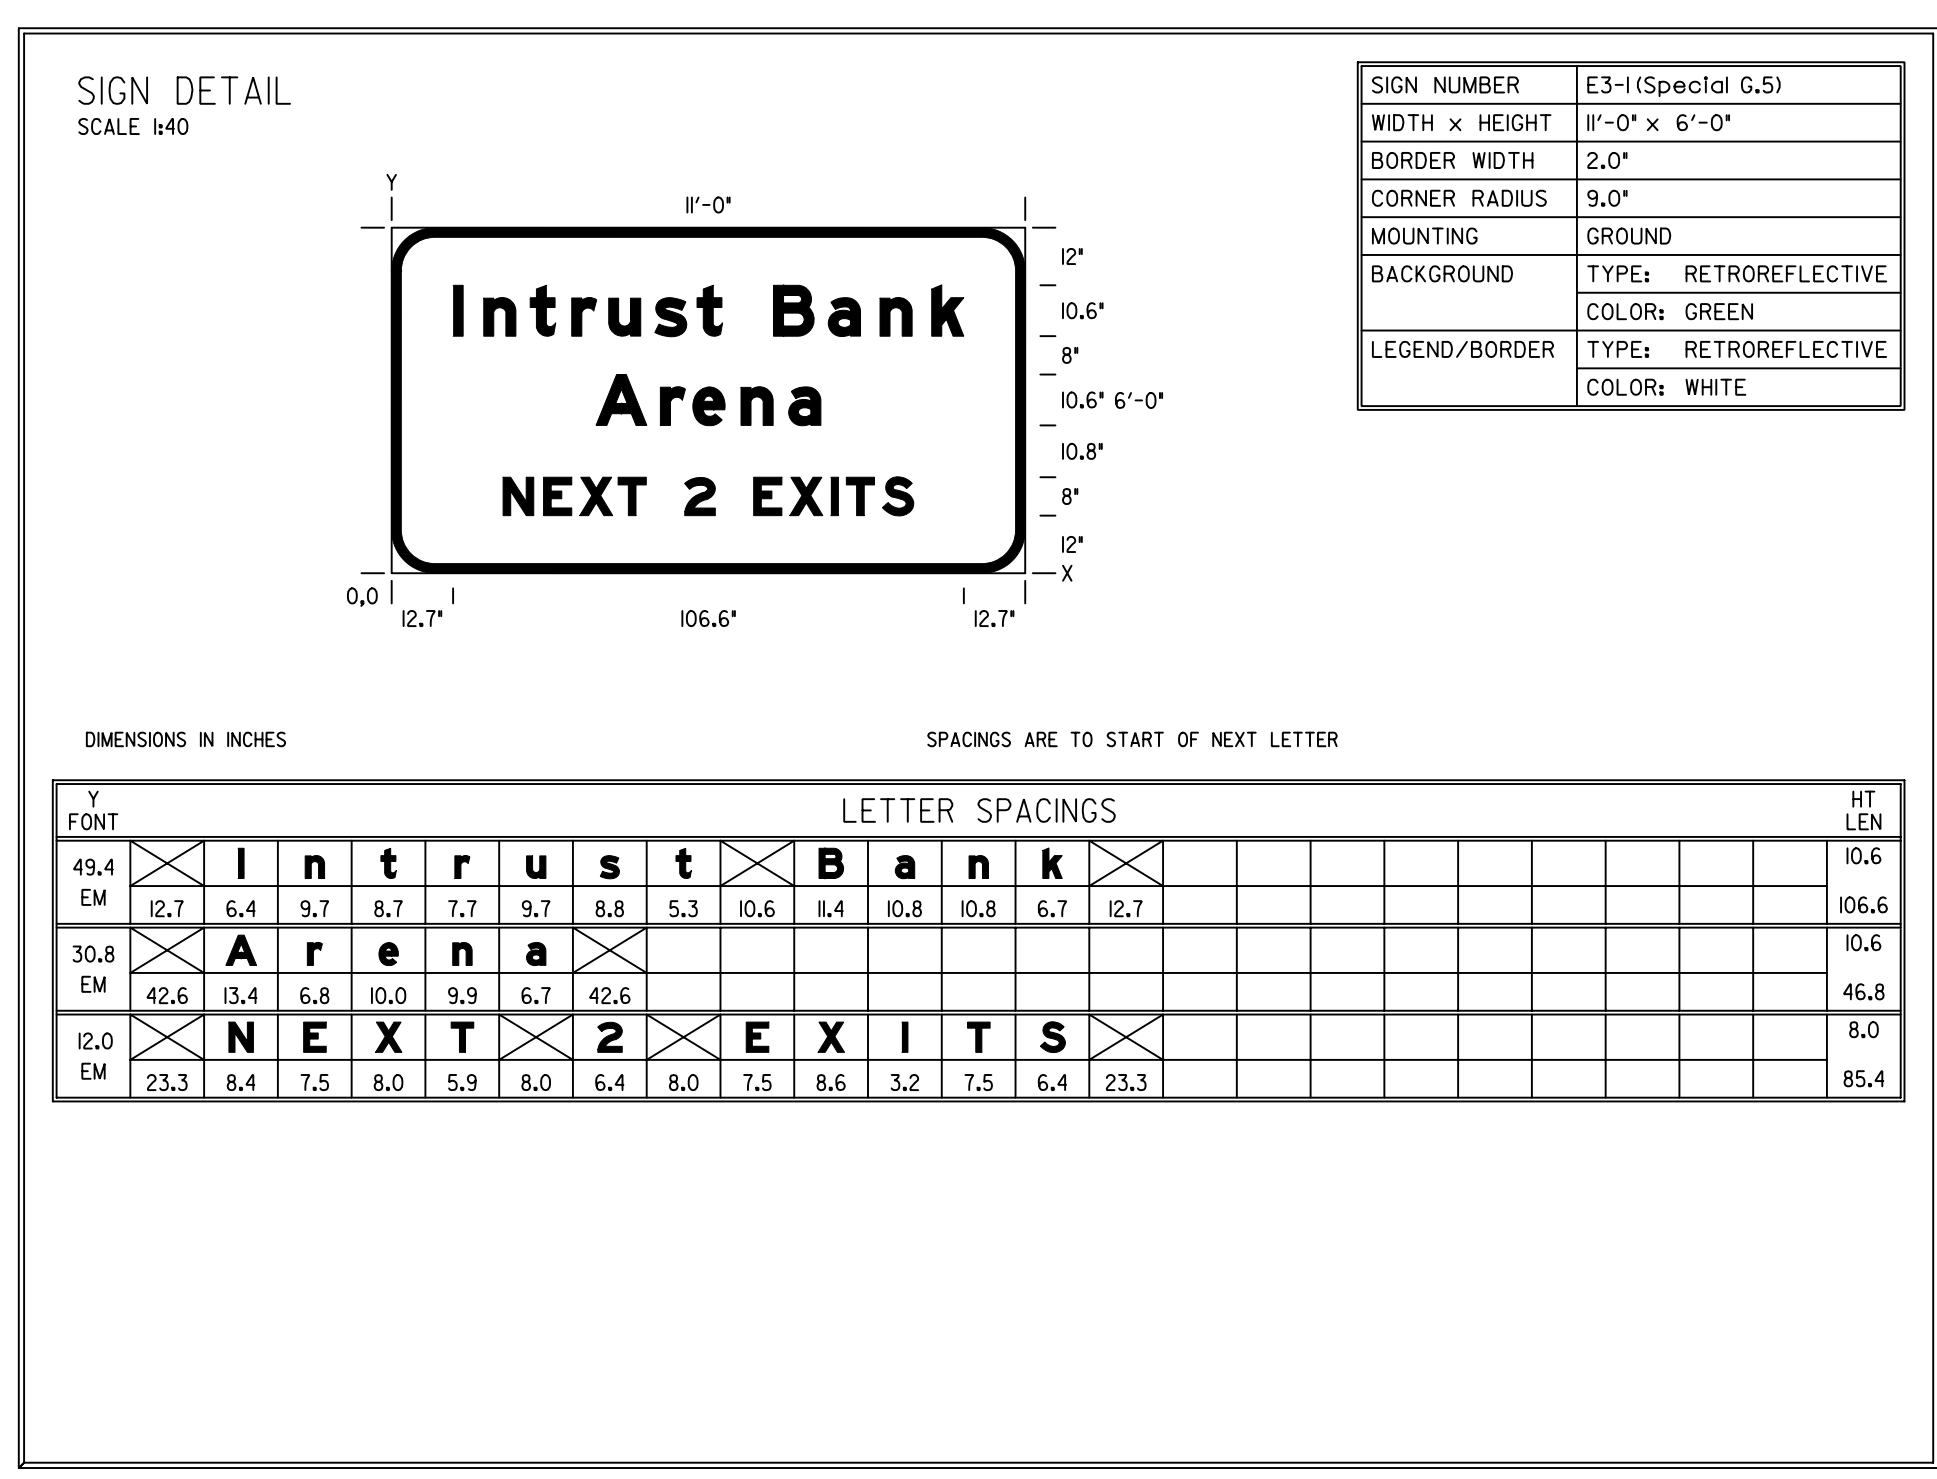 SIGN DETAIL
SCALE 1:40
SIGN NUMBER E3-1(Special G.5)
WIDTH x HEIGHT 11'-0" x 6'-0"
BORDER WIDTH 2.0"
CORNER RADIUS 9.0"
MOUNTING GROUND
BACKGROUND TYPE: RETROREFLECTIVE
COLOR: GREEN
LEGEND/BORDER TYPE: RETROREFLECTIVE
COLOR: WHITE
Y
11'-0"
Intrust Bank
Arena
NEXT 2 EXITS
12"
10.6"
8"
10.6" 6'-0"
10.8"
8"
12"
X
0,0
12.7" 106.6" 12.7"
DIMENSIONS IN INCHES
SPACINGS ARE TO START OF NEXT LETTER
Y FONT LETTER SPACINGS HT LEN
49.4 I n t r u s t B a n k 10.6
EM 12.7 6.4 9.7 8.7 7.7 9.7 8.8 5.3 10.6 11.4 10.8 10.8 6.7 12.7 106.6
30.8 A r e n a 10.6
EM 42.6 13.4 6.8 10.0 9.9 6.7 42.6 46.8
12.0 N E X T 2 E X I T S 8.0
EM 23.3 8.4 7.5 8.0 5.9 8.0 6.4 8.0 7.5 8.6 3.2 7.5 6.4 23.3 85.4